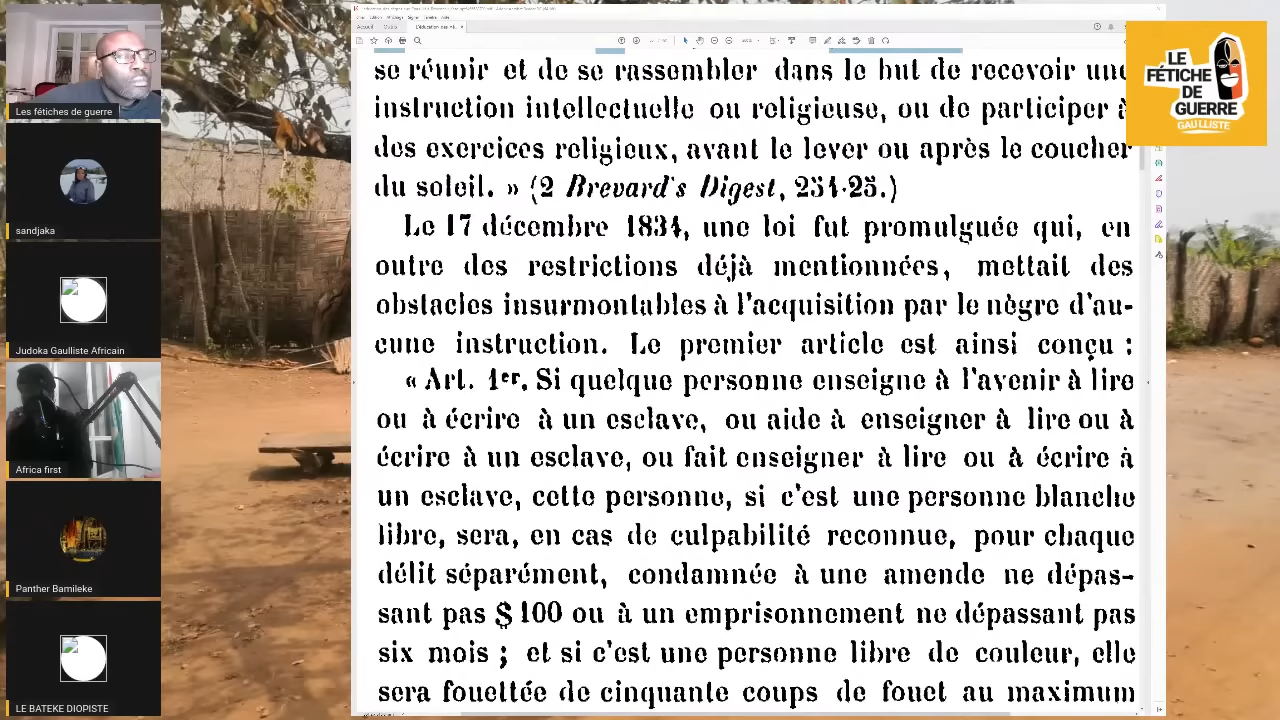 Les fétiches de guerre
sandjaka
Judoka Gaulliste Africain
Africa first
Panther Bamileke
LE BATEKE DIOPISTE
Accueil Outils
se réunir et de se rassembler dans le but de recevoir une
instruction intellectuelle ou religieuse, ou de participer à
des exercices religieux, avant le lever ou après le coucher
du soleil. » (2 Brevard's Digest, 254-25.)
Le 17 décembre 1834, une loi fut promulguée qui, en
outre des restrictions déjà mentionnées, mettait des
obstacles insurmontables à l'acquisition par le nègre d'au-
cune instruction. Le premier article est ainsi conçu :
« Art. 1er. Si quelque personne enseigne à l'avenir à lire
ou à écrire à un esclave, ou aide à enseigner à lire ou à
écrire à un esclave, ou fait enseigner à lire ou à écrire à
un esclave, cette personne, si c'est une personne blanche
libre, sera, en cas de culpabilité reconnue, pour chaque
délit séparément, condamnée à une amende ne dépas-
sant pas $ 100 ou à un emprisonnement ne dépassant pas
six mois ; et si c'est une personne libre de couleur, elle
sera fouettée de cinquante coups de fouet au maximum
LE
FÉTICHE
DE
GUERRE
GAULLISTE